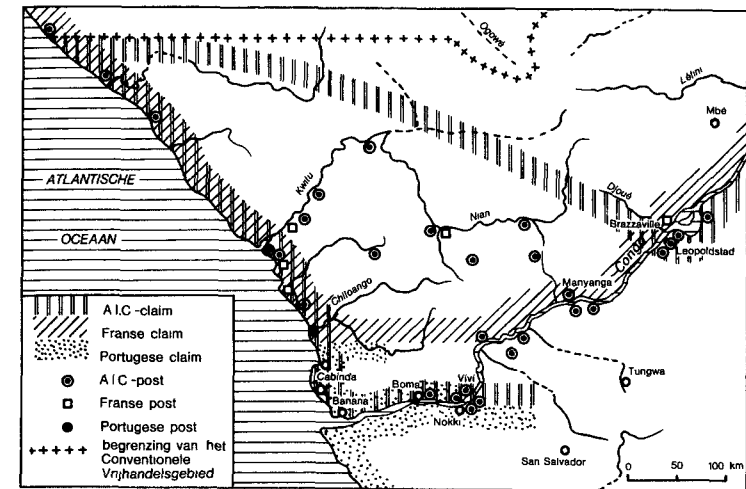 Ogowé
Léfini
Mbé
ATLANTISCHE
OCEAAN
Kwilu
Nian
Djoué
Brazzaville
Leopoldstad
Congo
Manyanga
Chiloango
Cabinda
Banana
Boma
Vivi
Nokki
Tungwa
San Salvador
A.I.C-claim
Franse claim
Portugese claim
A I C-post
Franse post
Portugese post
begrenzing van het
Conventionele
Vrijhandelsgebied
0 50 100 km